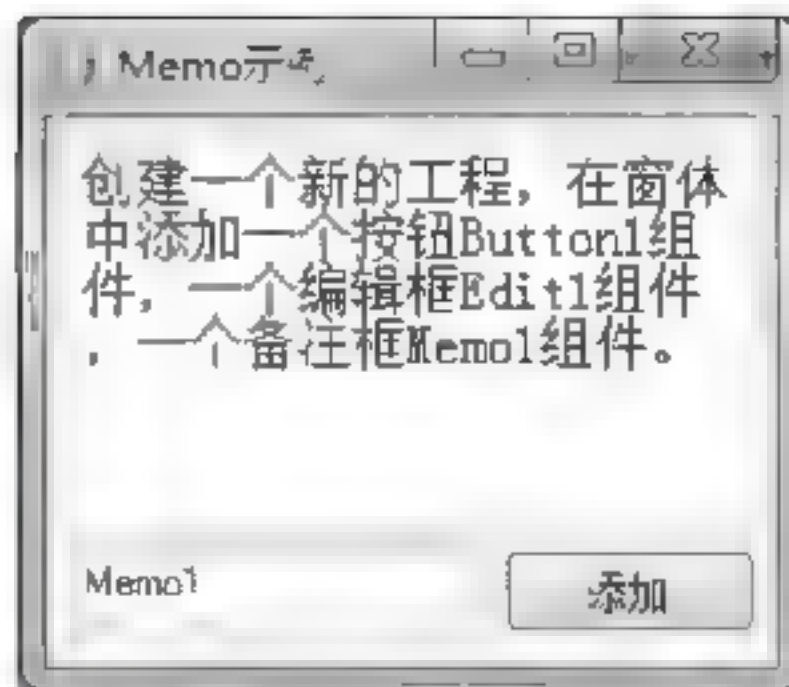 Memo示
创建一个新的工程，在窗体
中添加一个按钮Button1组
件，一个编辑框Edit1组件
，一个备注框Memo1组件。
Memo1
添加